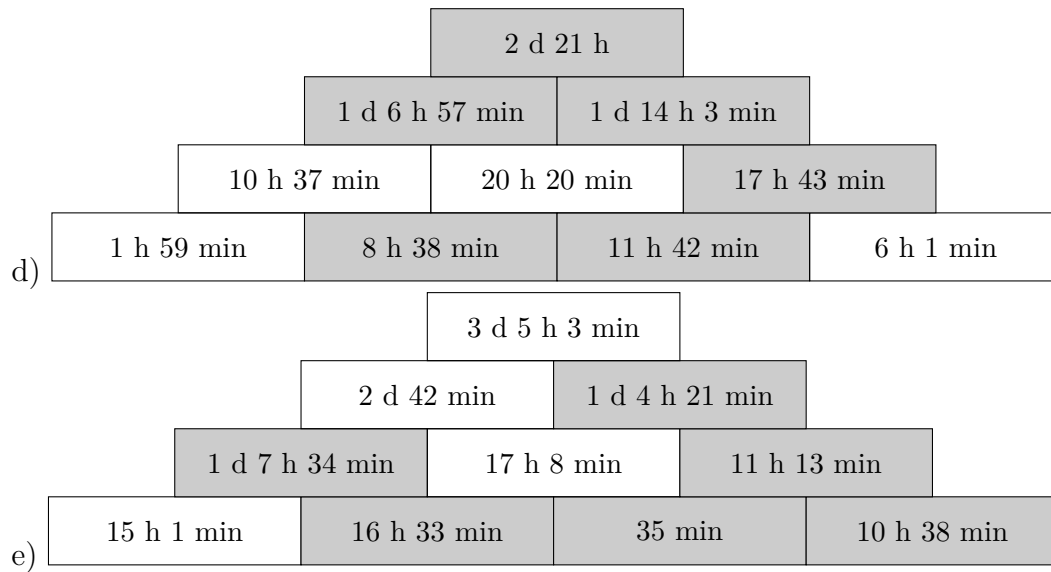 2 d 21 h
1 d 6 h 57 min 1 d 14 h 3 min
10 h 37 min 20 h 20 min 17 h 43 min
d) 1 h 59 min 8 h 38 min 11 h 42 min 6 h 1 min
3 d 5 h 3 min
2 d 42 min 1 d 4 h 21 min
1 d 7 h 34 min 17 h 8 min 11 h 13 min
e) 15 h 1 min 16 h 33 min 35 min 10 h 38 min